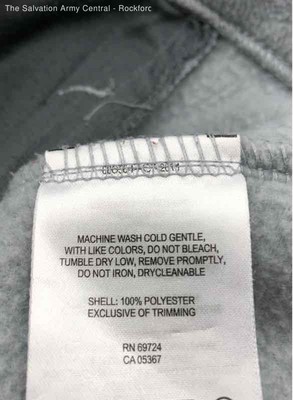 The Salvation Army Central - Rockford
MACHINE WASH COLD GENTLE,
WITH LIKE COLORS, DO NOT BLEACH,
TUMBLE DRY LOW, REMOVE PROMPTLY,
DO NOT IRON, DRYCLEANABLE
SHELL: 100% POLYESTER
EXCLUSIVE OF TRIMMING
RN 69724
CA 05367